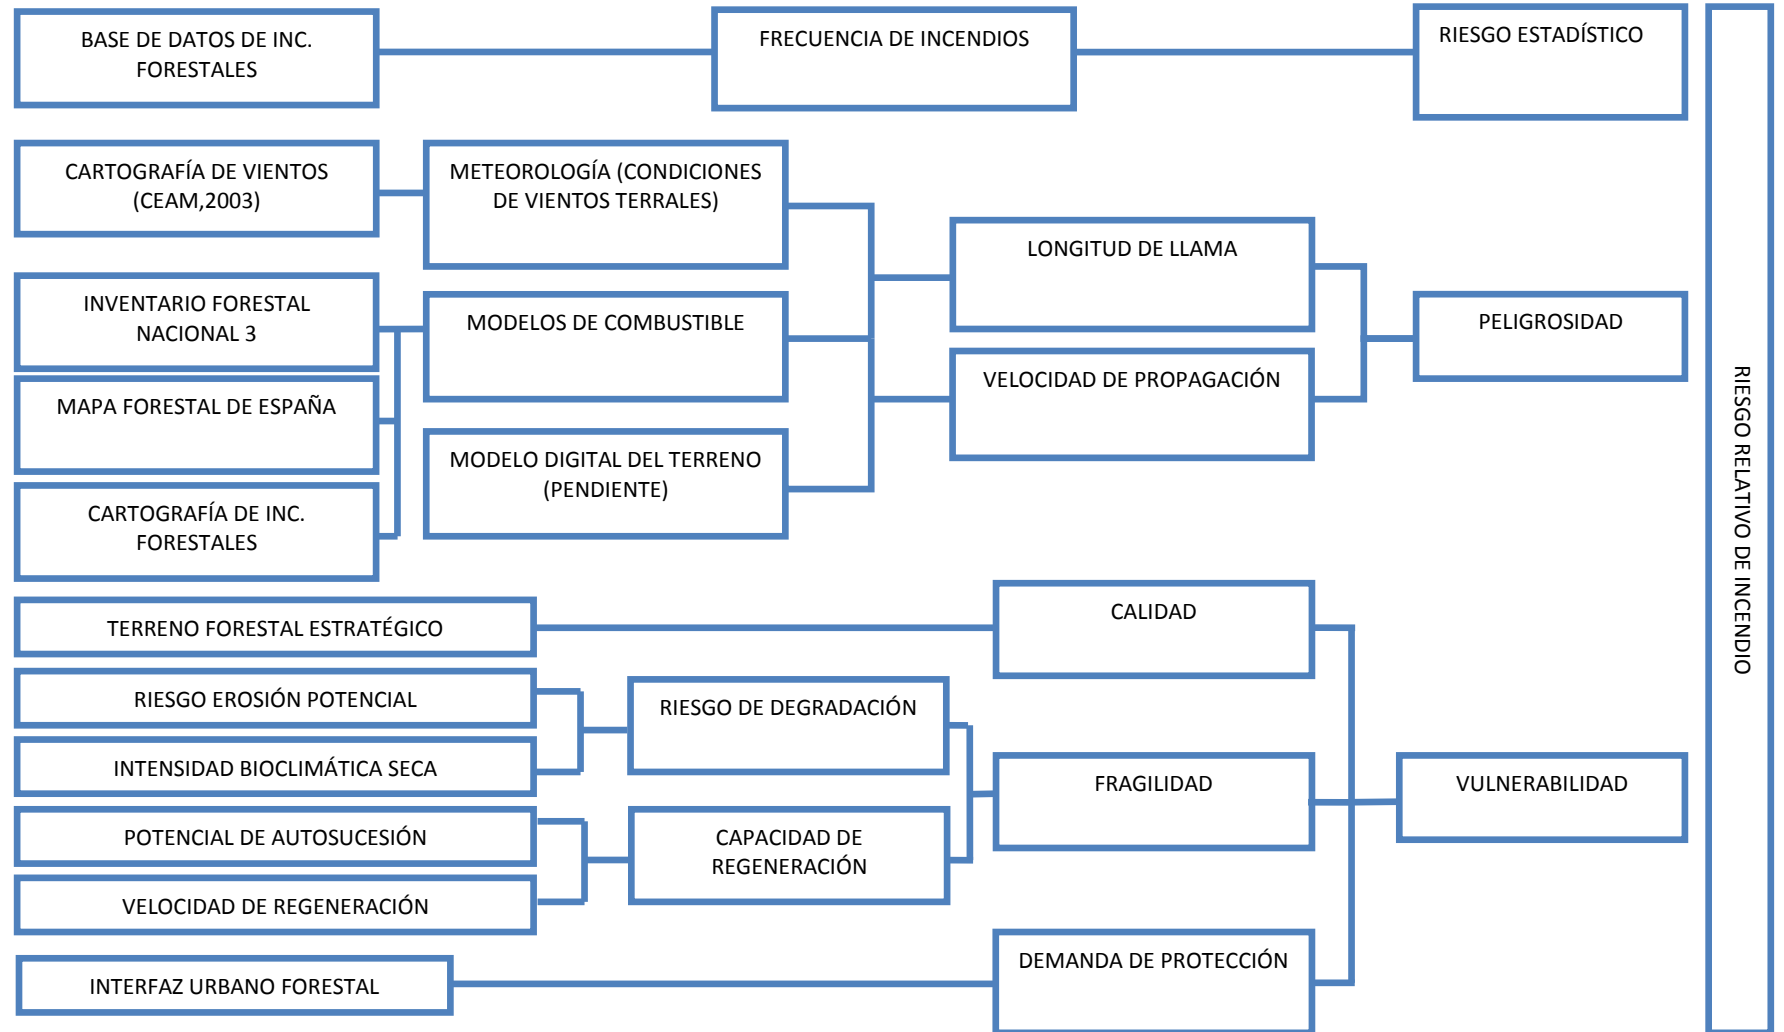 BASE DE DATOS DE INC.
FORESTALES
FRECUENCIA DE INCENDIOS
RIESGO ESTADÍSTICO
CARTOGRAFÍA DE VIENTOS
(CEAM,2003)
METEOROLOGÍA (CONDICIONES
DE VIENTOS TERRALES)
LONGITUD DE LLAMA
INVENTARIO FORESTAL
NACIONAL 3
MODELOS DE COMBUSTIBLE
PELIGROSIDAD
MAPA FORESTAL DE ESPAÑA
VELOCIDAD DE PROPAGACIÓN
MODELO DIGITAL DEL TERRENO
(PENDIENTE)
CARTOGRAFÍA DE INC.
FORESTALES
TERRENO FORESTAL ESTRATÉGICO
CALIDAD
RIESGO EROSIÓN POTENCIAL
RIESGO DE DEGRADACIÓN
INTENSIDAD BIOCLIMÁTICA SECA
FRAGILIDAD
VULNERABILIDAD
POTENCIAL DE AUTOSUCESIÓN
CAPACIDAD DE
REGENERACIÓN
VELOCIDAD DE REGENERACIÓN
DEMANDA DE PROTECCIÓN
INTERFAZ URBANO FORESTAL
RIESGO RELATIVO DE INCENDIO